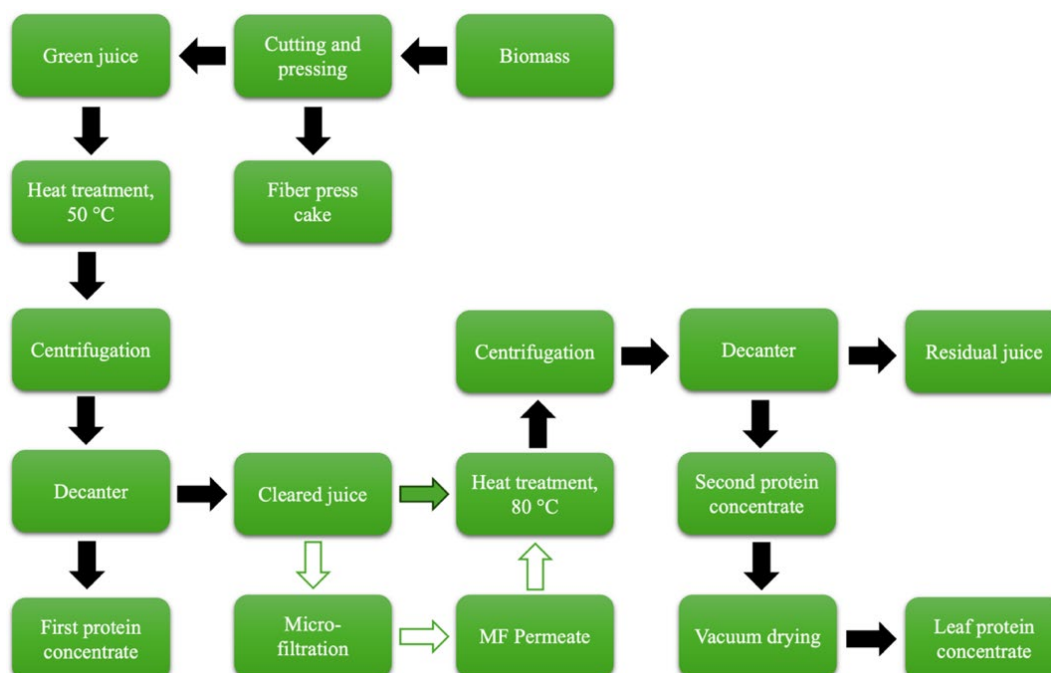 Green juice
Cutting and
pressing
Biomass
Heat treatment,
50 °C
Fiber press
cake
Centrifugation
Centrifugation
Decanter
Residual juice
Decanter
Cleared juice
Heat treatment,
80 °C
Second protein
concentrate
First protein
concentrate
Micro-
filtration
MF Permeate
Vacuum drying
Leaf protein
concentrate